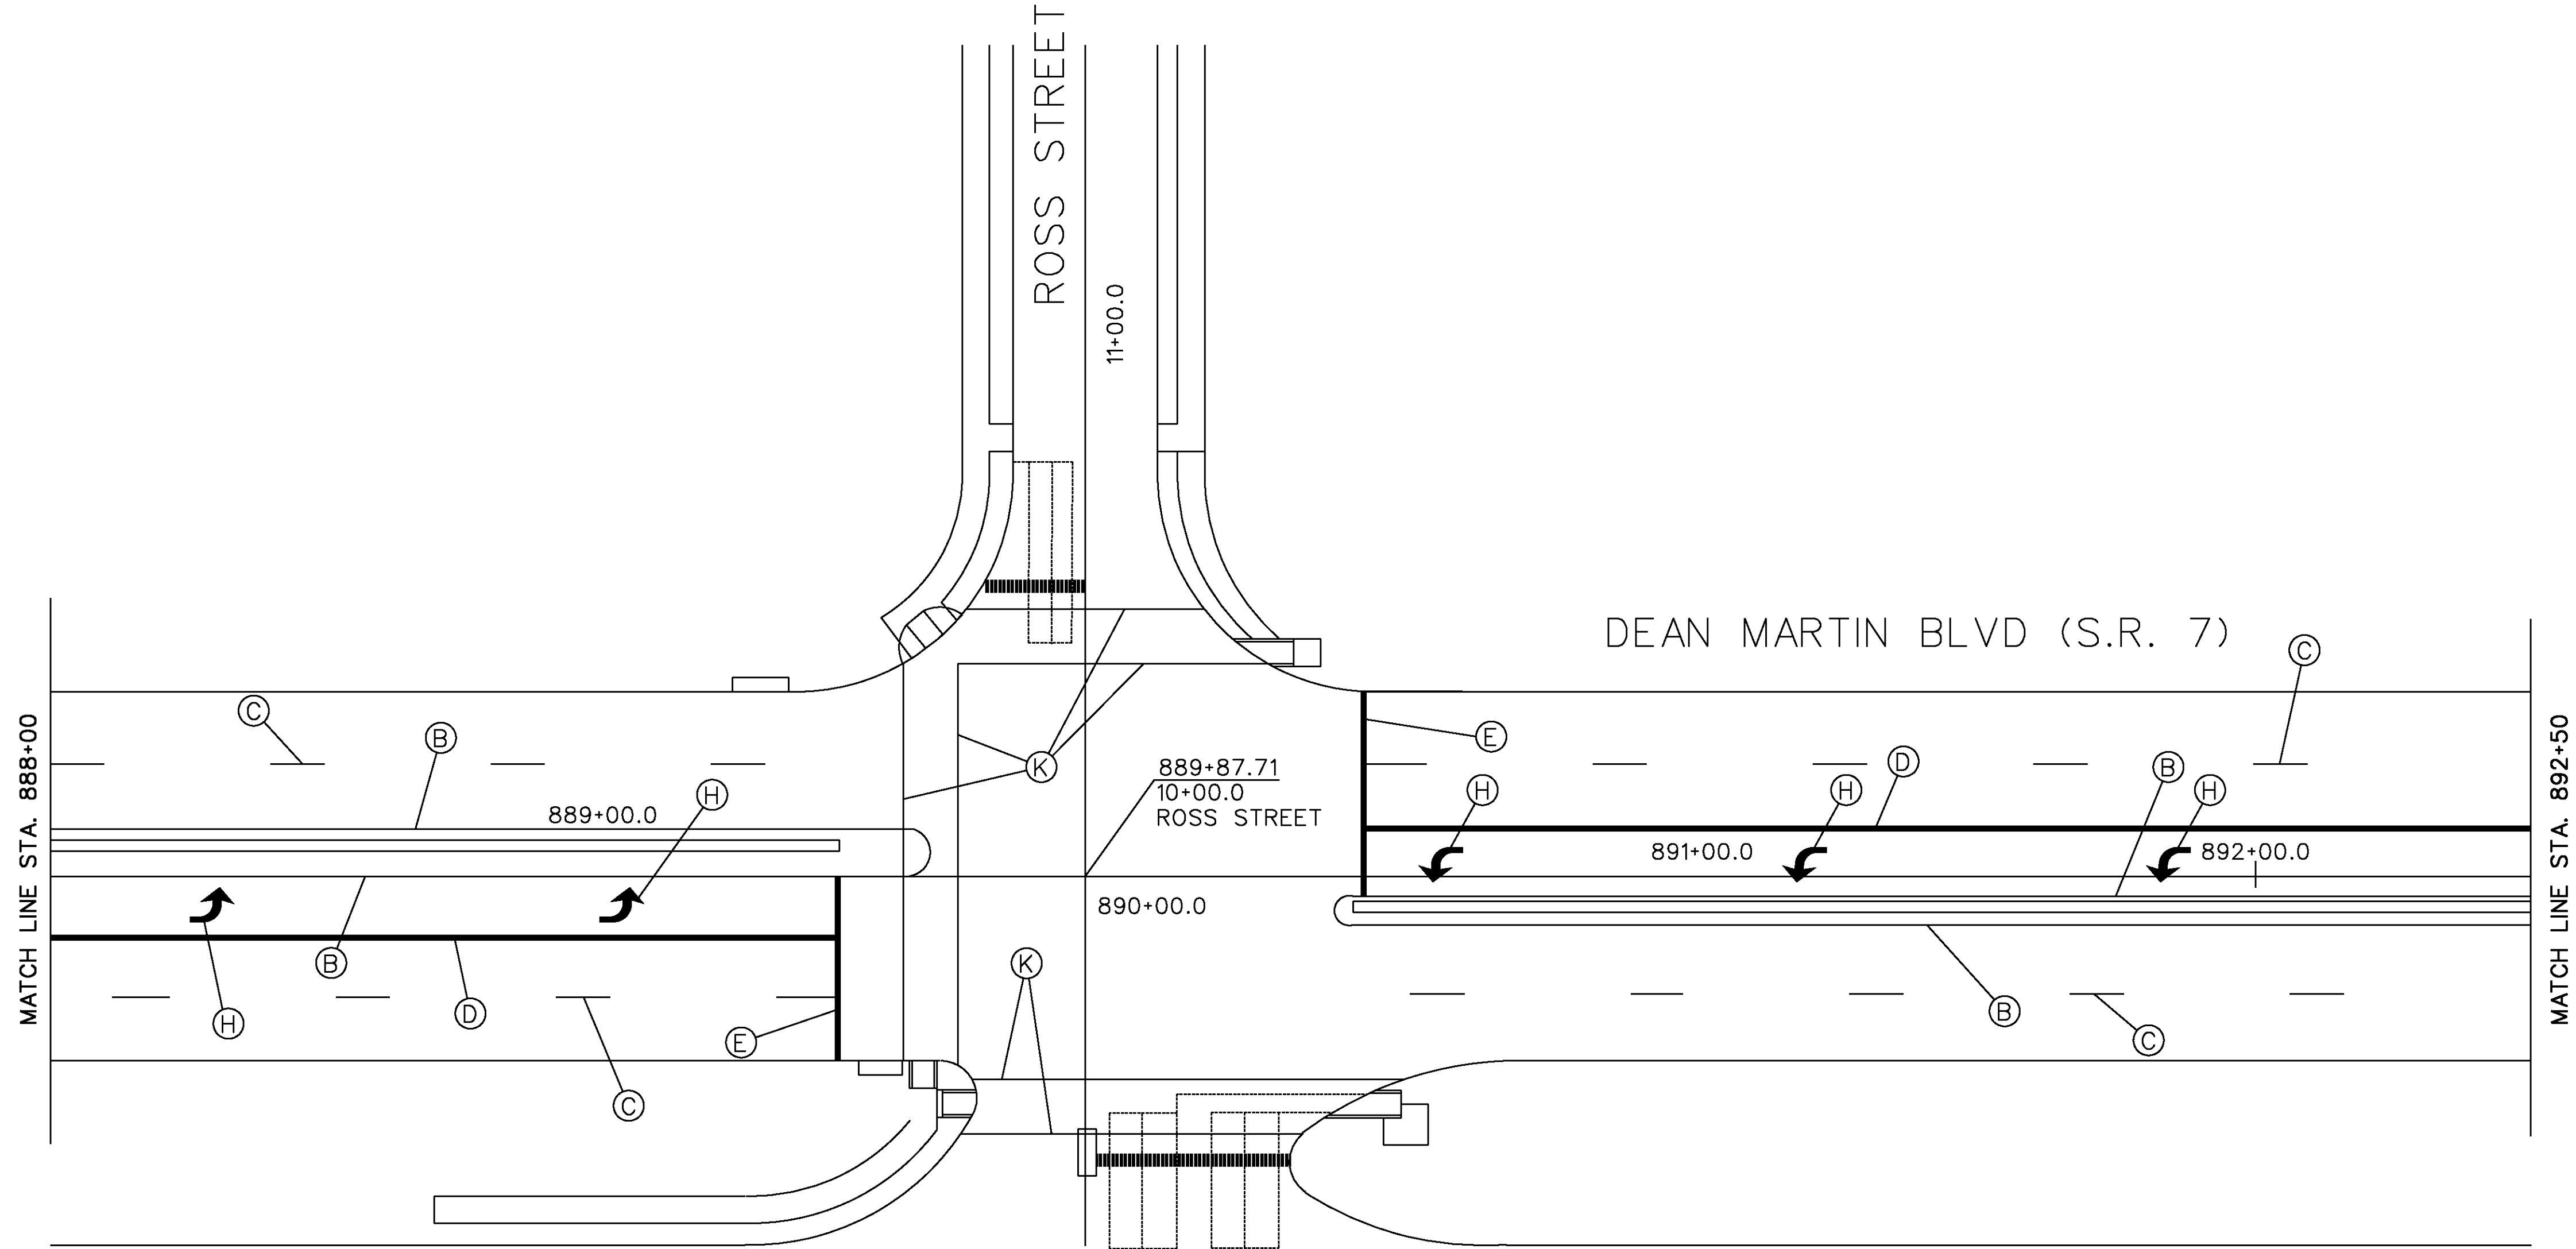 ROSS STREET
11+00.0
DEAN MARTIN BLVD (S.R. 7)
C
C
B
E
D
B
K
889+87.71
10+00.0
ROSS STREET
H
H
H
H
889+00.0
891+00.0
892+00.0
MATCH LINE STA. 888+00
MATCH LINE STA. 892+50
890+00.0
B
K
H
D
E
B
C
C